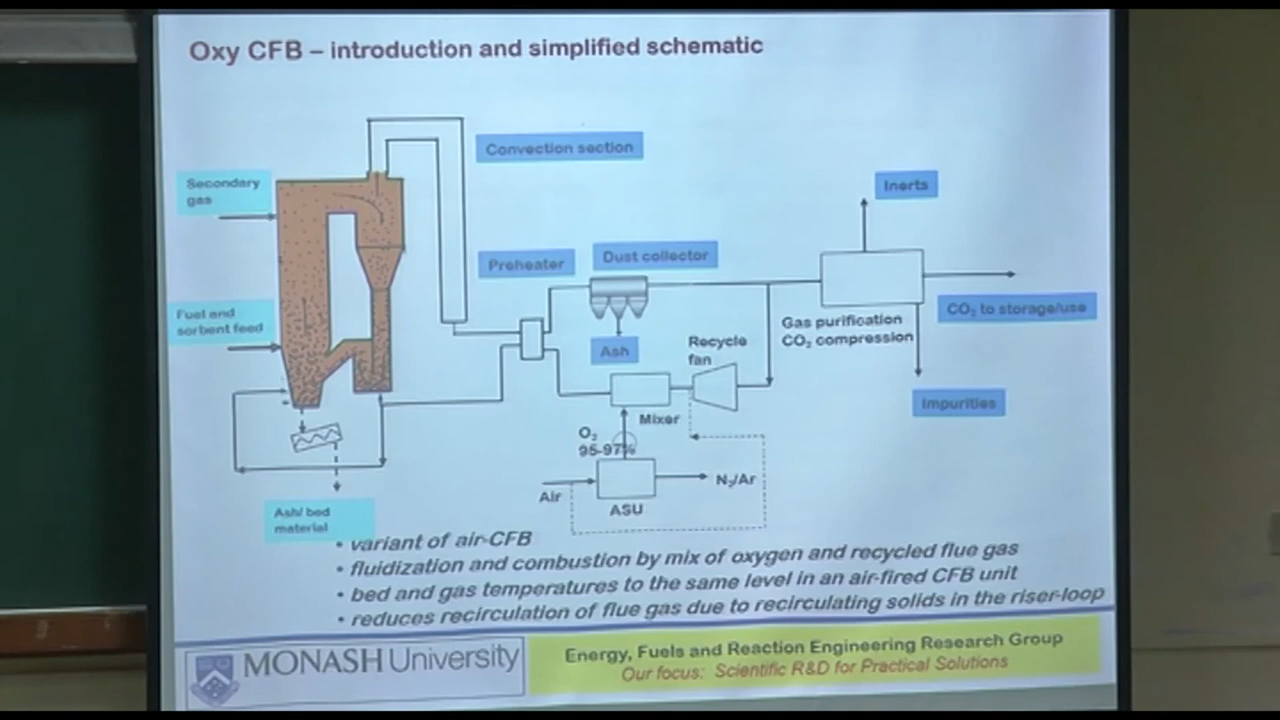 Oxy CFB – introduction and simplified schematic
Convection section
Secondary
gas
Inerts
Preheater
Dust collector
Fuel and
sorbent feed
CO₂ to storage/use
Gas purification
CO₂ compression
Recycle
fan
Ash
Impurities
Mixer
O₂
95-97%
Air
N₂/Ar
ASU
Ash/ bed
material
• variant of air-CFB
• fluidization and combustion by mix of oxygen and recycled flue gas
• bed and gas temperatures to the same level in an air-fired CFB unit
• reduces recirculation of flue gas due to recirculating solids in the riser-loop
MONASH University
Energy, Fuels and Reaction Engineering Research Group
Our focus: Scientific R&D for Practical Solutions